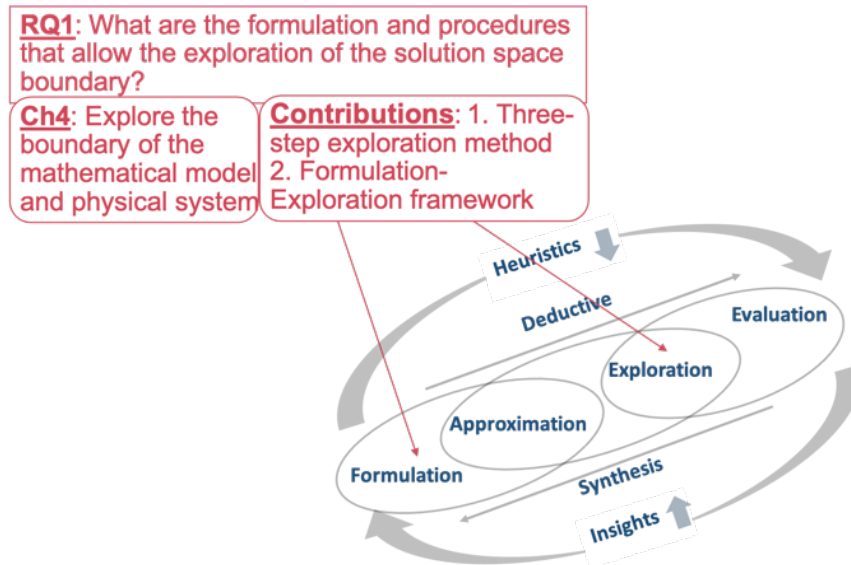 RQ1: What are the formulation and procedures
that allow the exploration of the solution space
boundary?
Ch4: Explore the
boundary of the
mathematical model
and physical system
Contributions: 1. Three-
step exploration method
2. Formulation-
Exploration framework
Heuristics
Deductive
Evaluation
Exploration
Approximation
Formulation
Synthesis
Insights